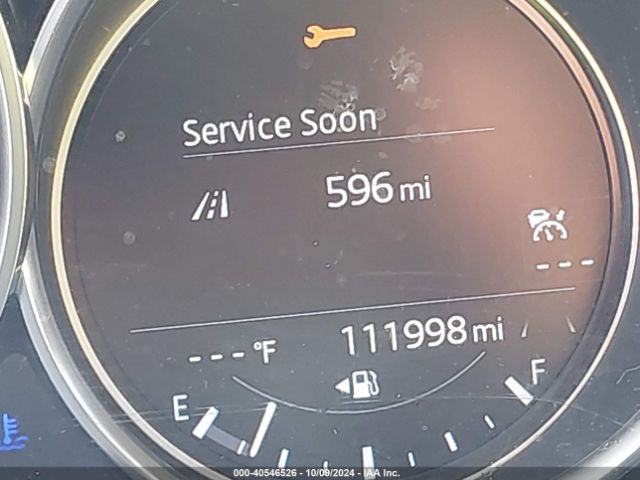 Service Soon
596 mi
---
---°F 111998 mi
E F
000-40546526 - 10/09/2024 - IAA Inc.